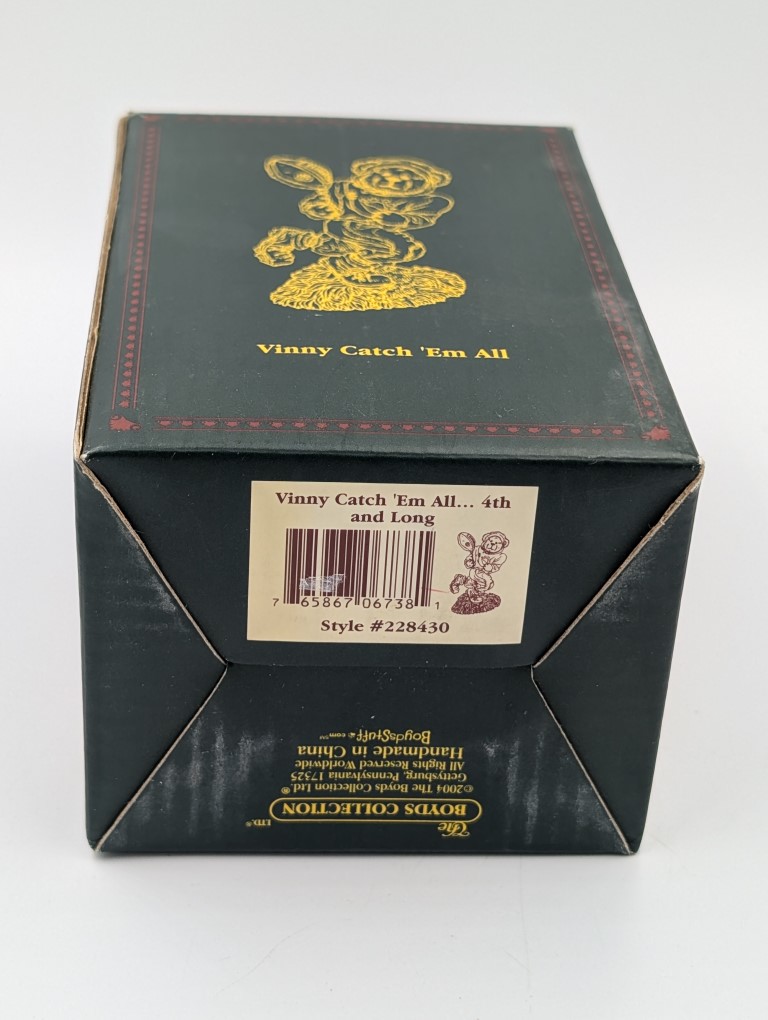 Vinny Catch 'Em All
Vinny Catch 'Em All... 4th
and Long
7 65867 06738 1
Style #228430
The
BOYDS COLLECTION LTD.®
©2004 The Boyds Collection Ltd.®
Gettysburg, Pennsylvania 17325
All Rights Reserved Worldwide
Handmade in China
BoydsStuff.com℠